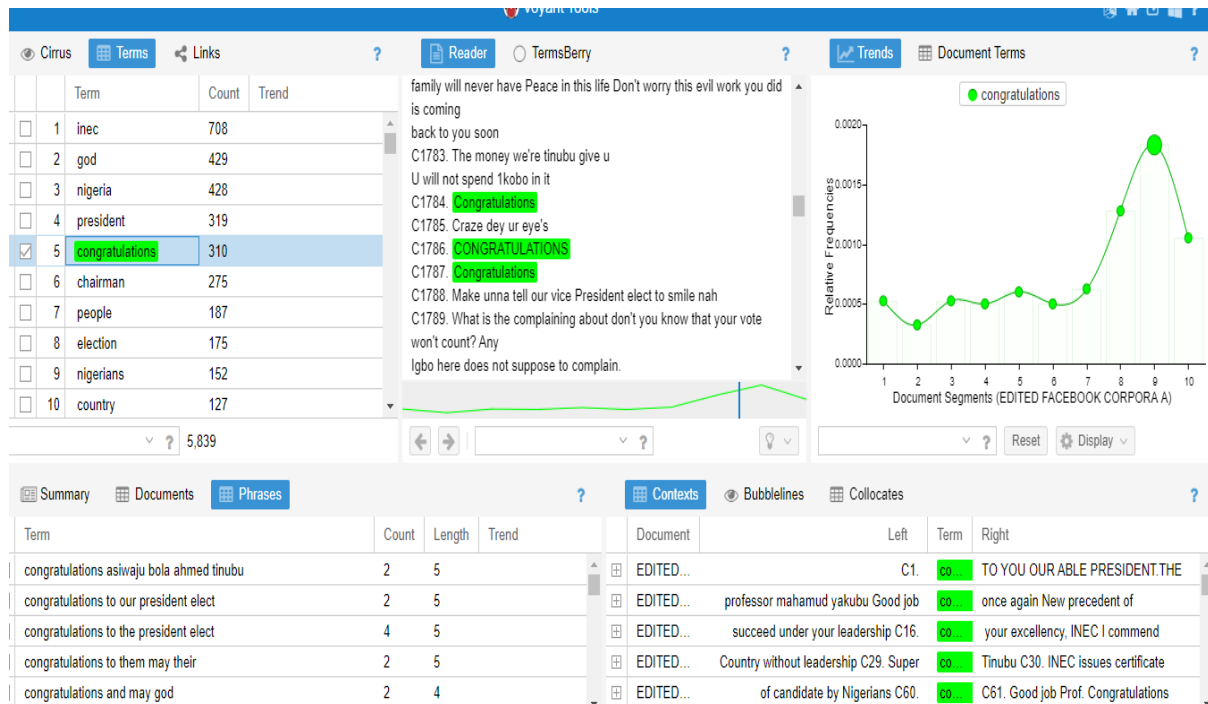 Voyant Tools
?
Cirrus Terms Links ?
Term Count Trend
1 inec 708
2 god 429
3 nigeria 428
4 president 319
5 congratulations 310
6 chairman 275
7 people 187
8 election 175
9 nigerians 152
10 country 127
? 5,839
Reader TermsBerry ?
family will never have Peace in this life Don't worry this evil work you did
is coming
back to you soon
C1783. The money we're tinubu give u
U will not spend 1kobo in it
C1784. Congratulations
C1785. Craze dey ur eye's
C1786. CONGRATULATIONS
C1787. Congratulations
C1788. Make unna tell our vice President elect to smile nah
C1789. What is the complaining about don't you know that your vote
won't count? Any
Igbo here does not suppose to complain.
?
Trends Document Terms ?
congratulations
0.0020
0.0015
0.0010
0.0005
0.0000
Relative Frequencies
1 2 3 4 5 6 7 8 9 10
Document Segments (EDITED FACEBOOK CORPORA A)
? Reset Display
Summary Documents Phrases ?
Term Count Length Trend
congratulations asiwaju bola ahmed tinubu 2 5
congratulations to our president elect 2 5
congratulations to the president elect 4 5
congratulations to them may their 2 5
congratulations and may god 2 4
Contexts Bubblelines Collocates ?
Document Left Term Right
EDITED... C1. co... TO YOU OUR ABLE PRESIDENT.THE
EDITED... professor mahamud yakubu Good job co... once again New precedent of
EDITED... succeed under your leadership C16. co... your excellency, INEC I commend
EDITED... Country without leadership C29. Super co... Tinubu C30. INEC issues certificate
EDITED... of candidate by Nigerians C60. co... C61. Good job Prof. Congratulations